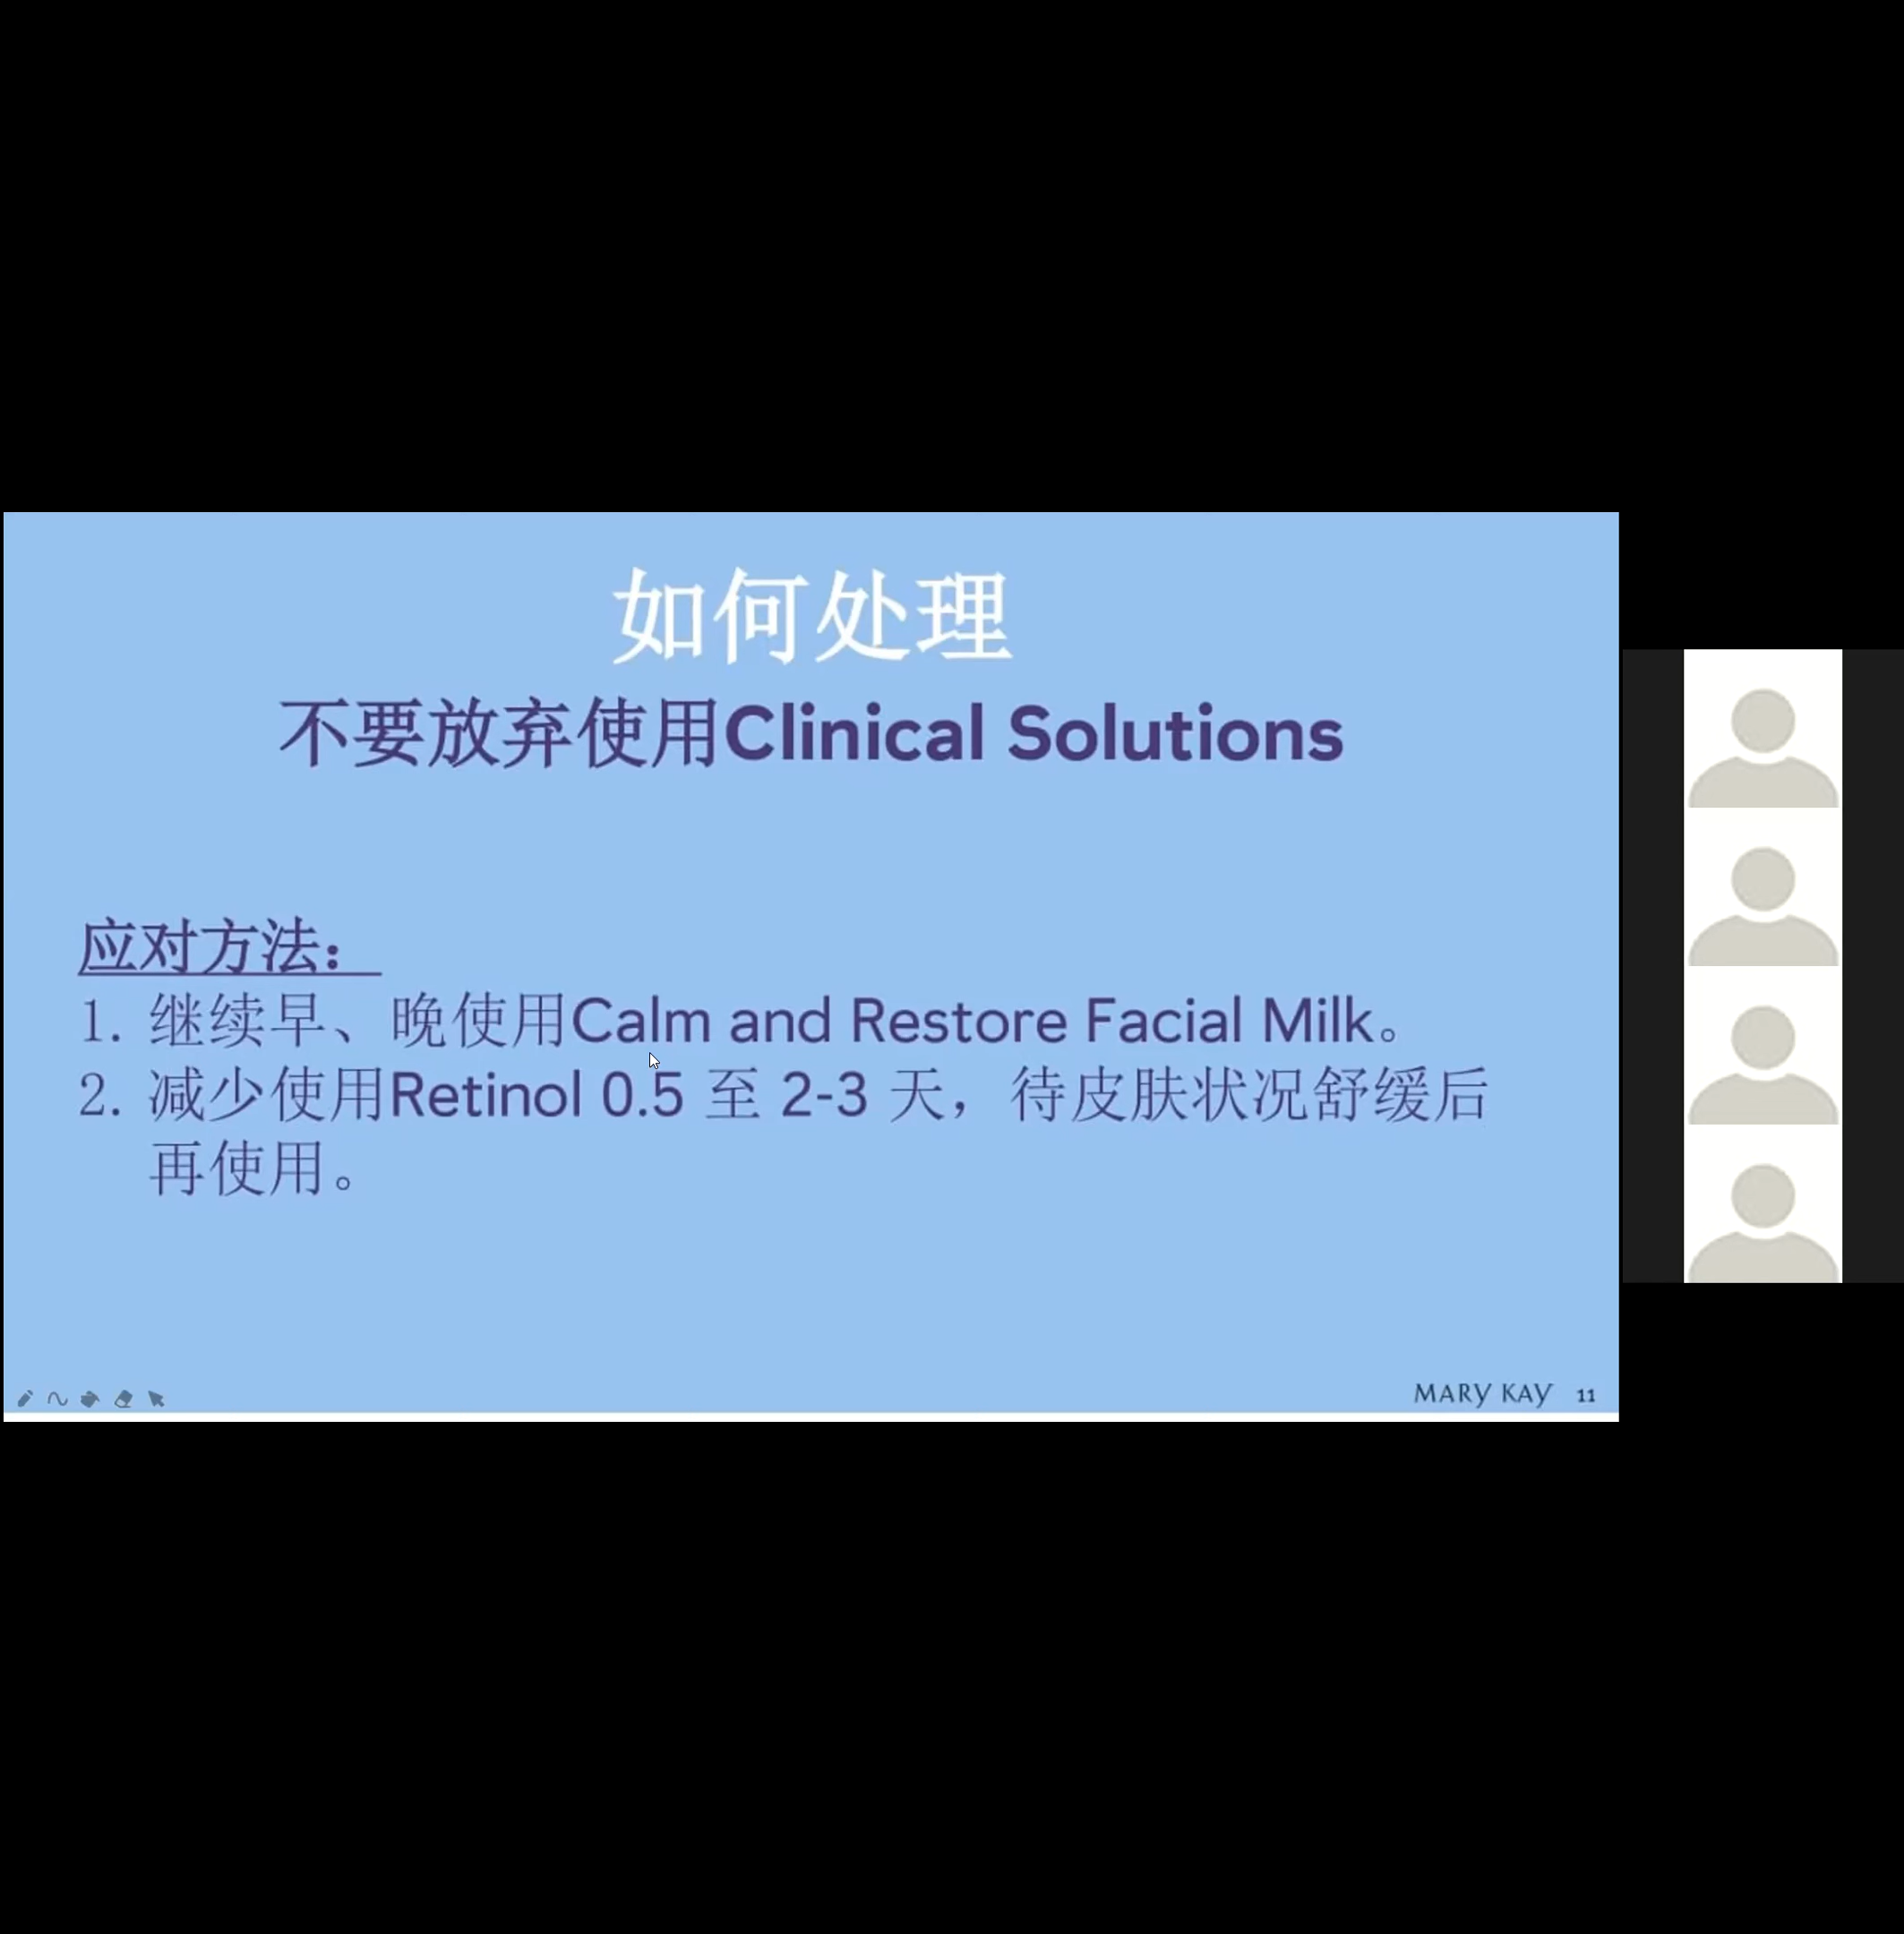 如何处理
不要放弃使用Clinical Solutions
应对方法：
1. 继续早、晚使用Calm and Restore Facial Milk。
2. 减少使用Retinol 0.5 至 2-3 天，待皮肤状况舒缓后
再使用。
MARY KAY 11